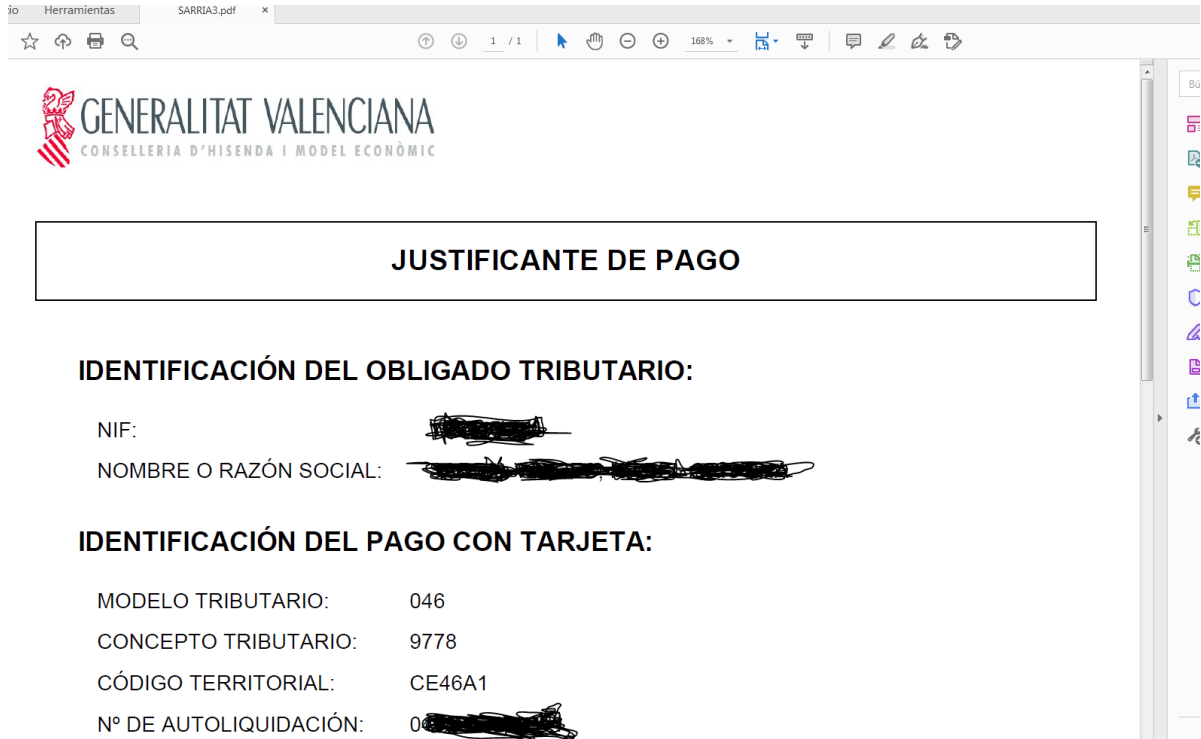 Herramientas SARRIA3.pdf ×
1 / 1 168%
GENERALITAT VALENCIANA
CONSELLERIA D'HISENDA I MODEL ECONÒMIC
JUSTIFICANTE DE PAGO
IDENTIFICACIÓN DEL OBLIGADO TRIBUTARIO:
NIF:
NOMBRE O RAZÓN SOCIAL:
IDENTIFICACIÓN DEL PAGO CON TARJETA:
MODELO TRIBUTARIO: 046
CONCEPTO TRIBUTARIO: 9778
CÓDIGO TERRITORIAL: CE46A1
Nº DE AUTOLIQUIDACIÓN: 0